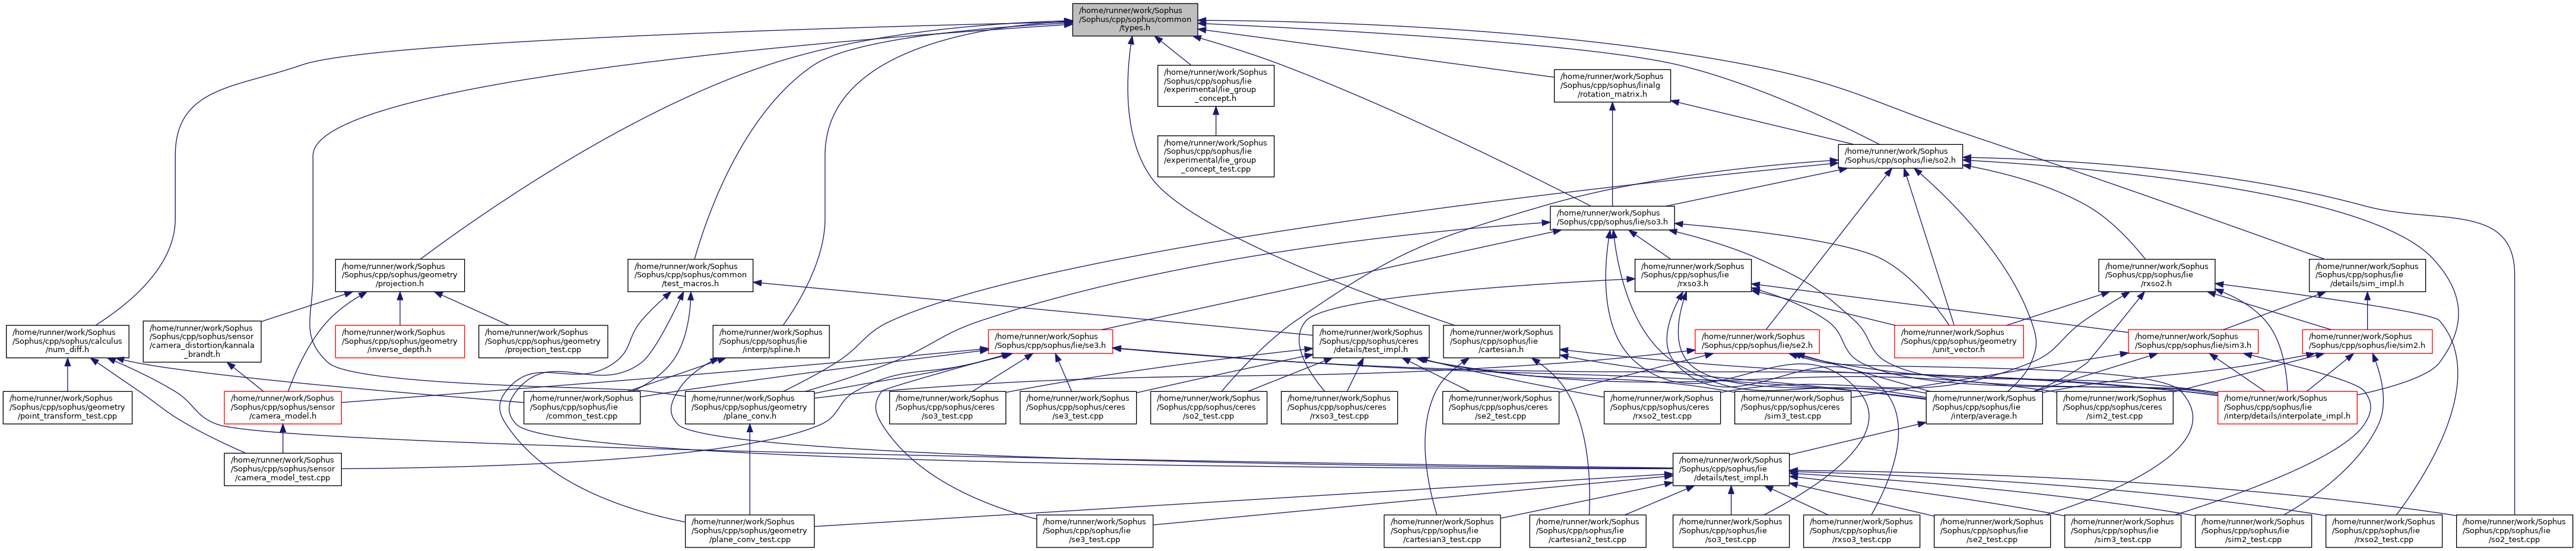 /home/runner/work/Sophus
/Sophus/cpp/sophus/common
/types.h
/home/runner/work/Sophus
/Sophus/cpp/sophus/lie
/experimental/lie_group
_concept.h
/home/runner/work/Sophus
/Sophus/cpp/sophus/linalg
/rotation_matrix.h
/home/runner/work/Sophus
/Sophus/cpp/sophus/lie
/experimental/lie_group
_concept_test.cpp
/home/runner/work/Sophus
/Sophus/cpp/sophus/lie/so2.h
/home/runner/work/Sophus
/Sophus/cpp/sophus/lie/so3.h
/home/runner/work/Sophus
/Sophus/cpp/sophus/geometry
/projection.h
/home/runner/work/Sophus
/Sophus/cpp/sophus/common
/test_macros.h
/home/runner/work/Sophus
/Sophus/cpp/sophus/lie
/rxso3.h
/home/runner/work/Sophus
/Sophus/cpp/sophus/lie
/rxso2.h
/home/runner/work/Sophus
/Sophus/cpp/sophus/lie
/details/sim_impl.h
/home/runner/work/Sophus
/Sophus/cpp/sophus/calculus
/num_diff.h
/home/runner/work/Sophus
/Sophus/cpp/sophus/sensor
/camera_distortion/kannala
_brandt.h
/home/runner/work/Sophus
/Sophus/cpp/sophus/geometry
/inverse_depth.h
/home/runner/work/Sophus
/Sophus/cpp/sophus/geometry
/projection_test.cpp
/home/runner/work/Sophus
/Sophus/cpp/sophus/lie
/interp/spline.h
/home/runner/work/Sophus
/Sophus/cpp/sophus/lie/se3.h
/home/runner/work/Sophus
/Sophus/cpp/sophus/ceres
/details/test_impl.h
/home/runner/work/Sophus
/Sophus/cpp/sophus/lie
/cartesian.h
/home/runner/work/Sophus
/Sophus/cpp/sophus/lie/se2.h
/home/runner/work/Sophus
/Sophus/cpp/sophus/geometry
/unit_vector.h
/home/runner/work/Sophus
/Sophus/cpp/sophus/lie/sim3.h
/home/runner/work/Sophus
/Sophus/cpp/sophus/lie/sim2.h
/home/runner/work/Sophus
/Sophus/cpp/sophus/geometry
/point_transform_test.cpp
/home/runner/work/Sophus
/Sophus/cpp/sophus/sensor
/camera_model.h
/home/runner/work/Sophus
/Sophus/cpp/sophus/lie
/common_test.cpp
/home/runner/work/Sophus
/Sophus/cpp/sophus/geometry
/plane_conv.h
/home/runner/work/Sophus
/Sophus/cpp/sophus/ceres
/so3_test.cpp
/home/runner/work/Sophus
/Sophus/cpp/sophus/ceres
/se3_test.cpp
/home/runner/work/Sophus
/Sophus/cpp/sophus/ceres
/so2_test.cpp
/home/runner/work/Sophus
/Sophus/cpp/sophus/ceres
/rxso3_test.cpp
/home/runner/work/Sophus
/Sophus/cpp/sophus/ceres
/se2_test.cpp
/home/runner/work/Sophus
/Sophus/cpp/sophus/ceres
/rxso2_test.cpp
/home/runner/work/Sophus
/Sophus/cpp/sophus/ceres
/sim3_test.cpp
/home/runner/work/Sophus
/Sophus/cpp/sophus/lie
/interp/average.h
/home/runner/work/Sophus
/Sophus/cpp/sophus/ceres
/sim2_test.cpp
/home/runner/work/Sophus
/Sophus/cpp/sophus/lie
/interp/details/interpolate_impl.h
/home/runner/work/Sophus
/Sophus/cpp/sophus/sensor
/camera_model_test.cpp
/home/runner/work/Sophus
/Sophus/cpp/sophus/lie
/details/test_impl.h
/home/runner/work/Sophus
/Sophus/cpp/sophus/geometry
/plane_conv_test.cpp
/home/runner/work/Sophus
/Sophus/cpp/sophus/lie
/se3_test.cpp
/home/runner/work/Sophus
/Sophus/cpp/sophus/lie
/cartesian3_test.cpp
/home/runner/work/Sophus
/Sophus/cpp/sophus/lie
/cartesian2_test.cpp
/home/runner/work/Sophus
/Sophus/cpp/sophus/lie
/so3_test.cpp
/home/runner/work/Sophus
/Sophus/cpp/sophus/lie
/rxso3_test.cpp
/home/runner/work/Sophus
/Sophus/cpp/sophus/lie
/se2_test.cpp
/home/runner/work/Sophus
/Sophus/cpp/sophus/lie
/sim3_test.cpp
/home/runner/work/Sophus
/Sophus/cpp/sophus/lie
/sim2_test.cpp
/home/runner/work/Sophus
/Sophus/cpp/sophus/lie
/rxso2_test.cpp
/home/runner/work/Sophus
/Sophus/cpp/sophus/lie
/so2_test.cpp